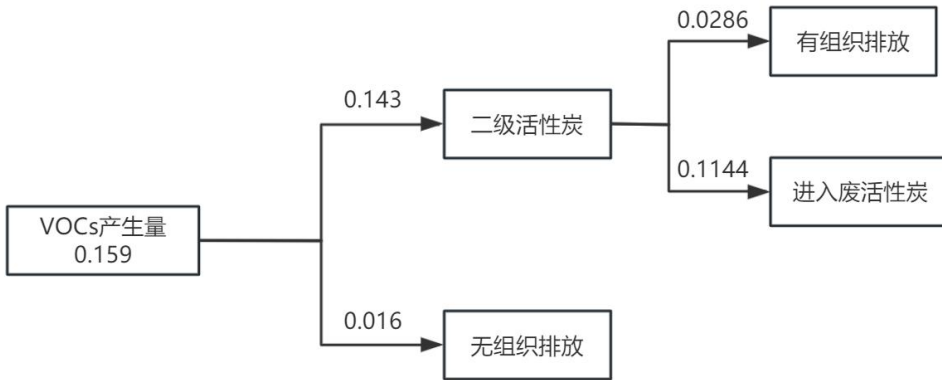 0.0286
有组织排放
0.143
二级活性炭
0.1144
进入废活性炭
VOCs产生量
0.159
0.016
无组织排放